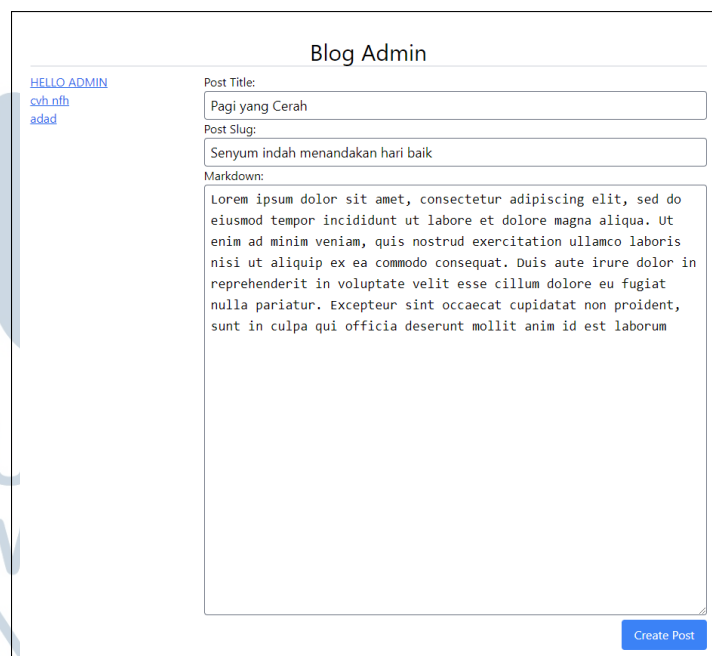 Blog Admin
HELLO ADMIN
cvh nfh
adad
Post Title:
Pagi yang Cerah
Post Slug:
Senyum indah menandakan hari baik
Markdown:
Lorem ipsum dolor sit amet, consectetur adipiscing elit, sed do
eiusmod tempor incididunt ut labore et dolore magna aliqua. Ut
enim ad minim veniam, quis nostrud exercitation ullamco laboris
nisi ut aliquip ex ea commodo consequat. Duis aute irure dolor in
reprehenderit in voluptate velit esse cillum dolore eu fugiat
nulla pariatur. Excepteur sint occaecat cupidatat non proident,
sunt in culpa qui officia deserunt mollit anim id est laborum
Create Post